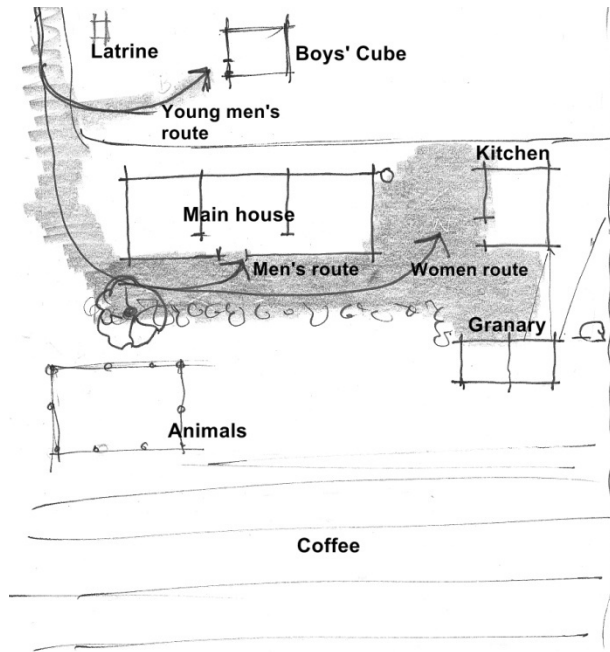 Latrine
Boys' Cube
Young men's
route
Kitchen
Main house
Men's route
Women route
Granary
Animals
Coffee